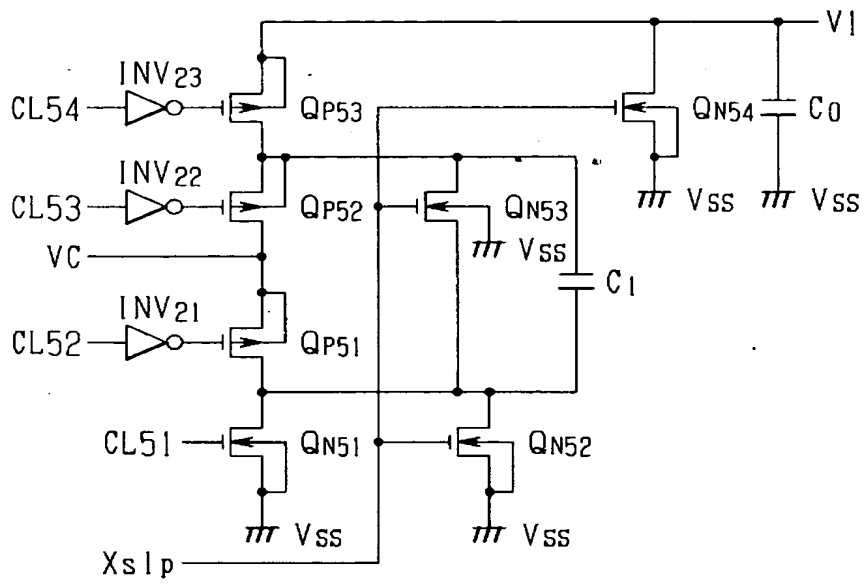 V1
INV23
CL54
QP53
QN54
C0
INV22
CL53
QP52
QN53
VSS
VSS
VC
VSS
C1
INV21
CL52
QP51
CL51
QN51
QN52
VSS
VSS
Xslp